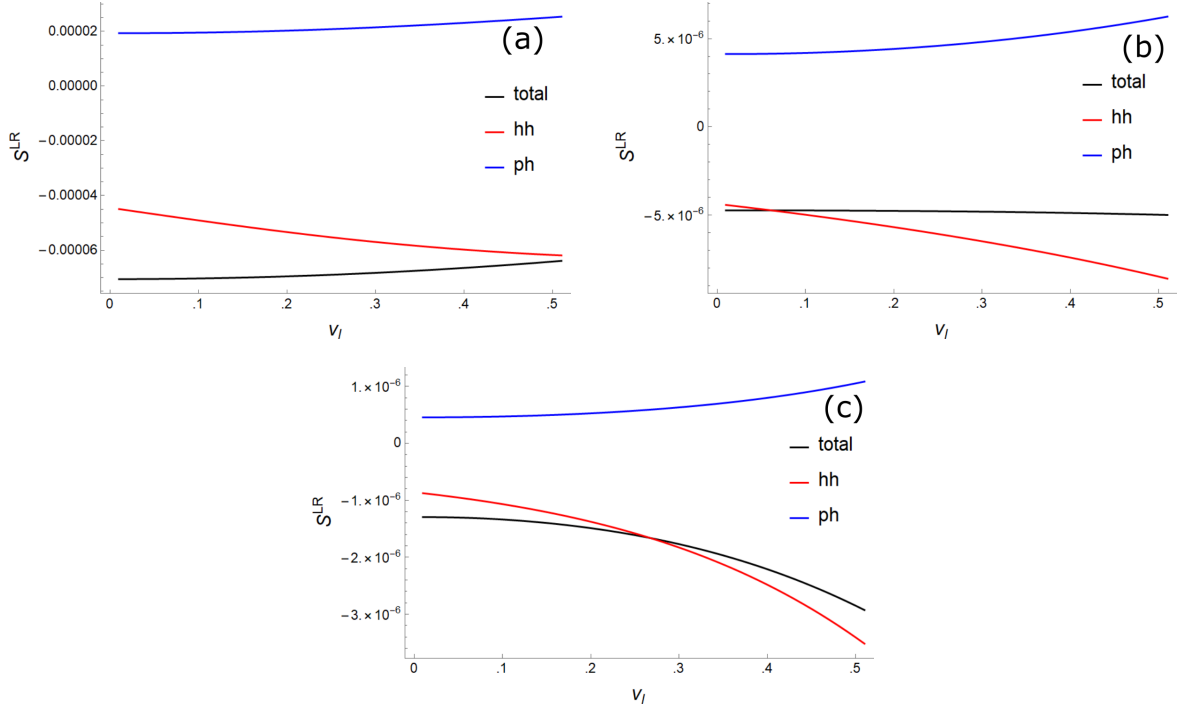 (a)
0.00002
0.00000
−0.00002
−0.00004
−0.00006
S^LR
total
hh
ph
0 .1 .2 .3 .4 .5
v_l
(b)
5.×10^-6
0
−5.×10^-6
S^LR
total
hh
ph
0 .1 .2 .3 .4 .5
v_l
(c)
1.×10^-6
0
−1.×10^-6
−2.×10^-6
−3.×10^-6
S^LR
total
hh
ph
0 .1 .2 .3 .4 .5
v_l